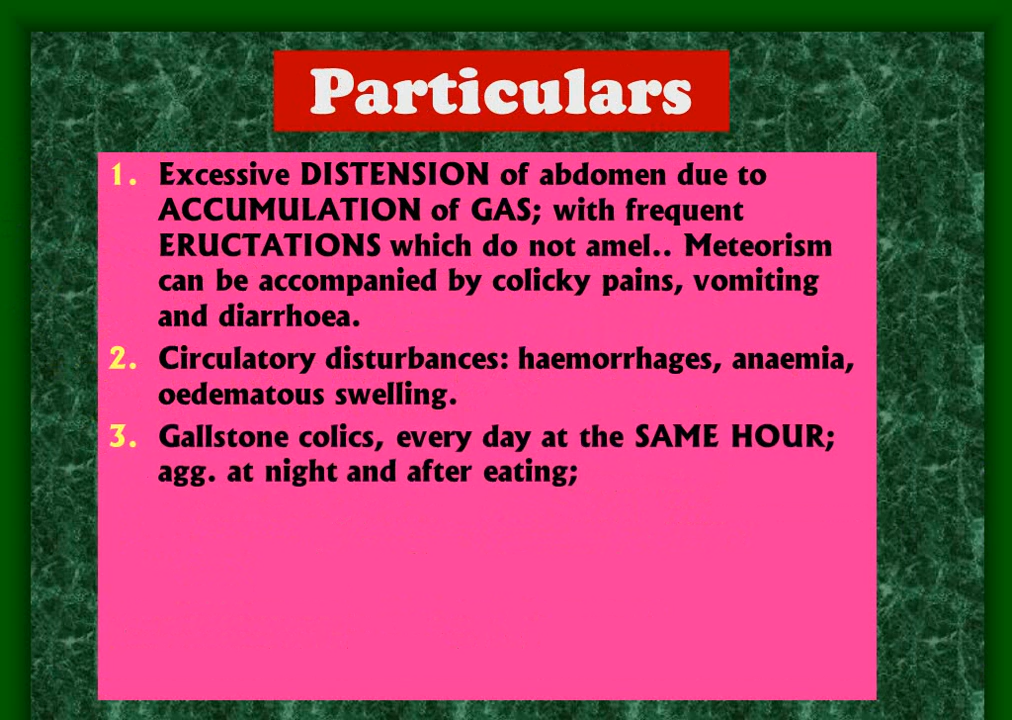 Particulars
1. Excessive DISTENSION of abdomen due to
ACCUMULATION of GAS; with frequent
ERUCTATIONS which do not amel.. Meteorism
can be accompanied by colicky pains, vomiting
and diarrhoea.
2. Circulatory disturbances: haemorrhages, anaemia,
oedematous swelling.
3. Gallstone colics, every day at the SAME HOUR;
agg. at night and after eating;